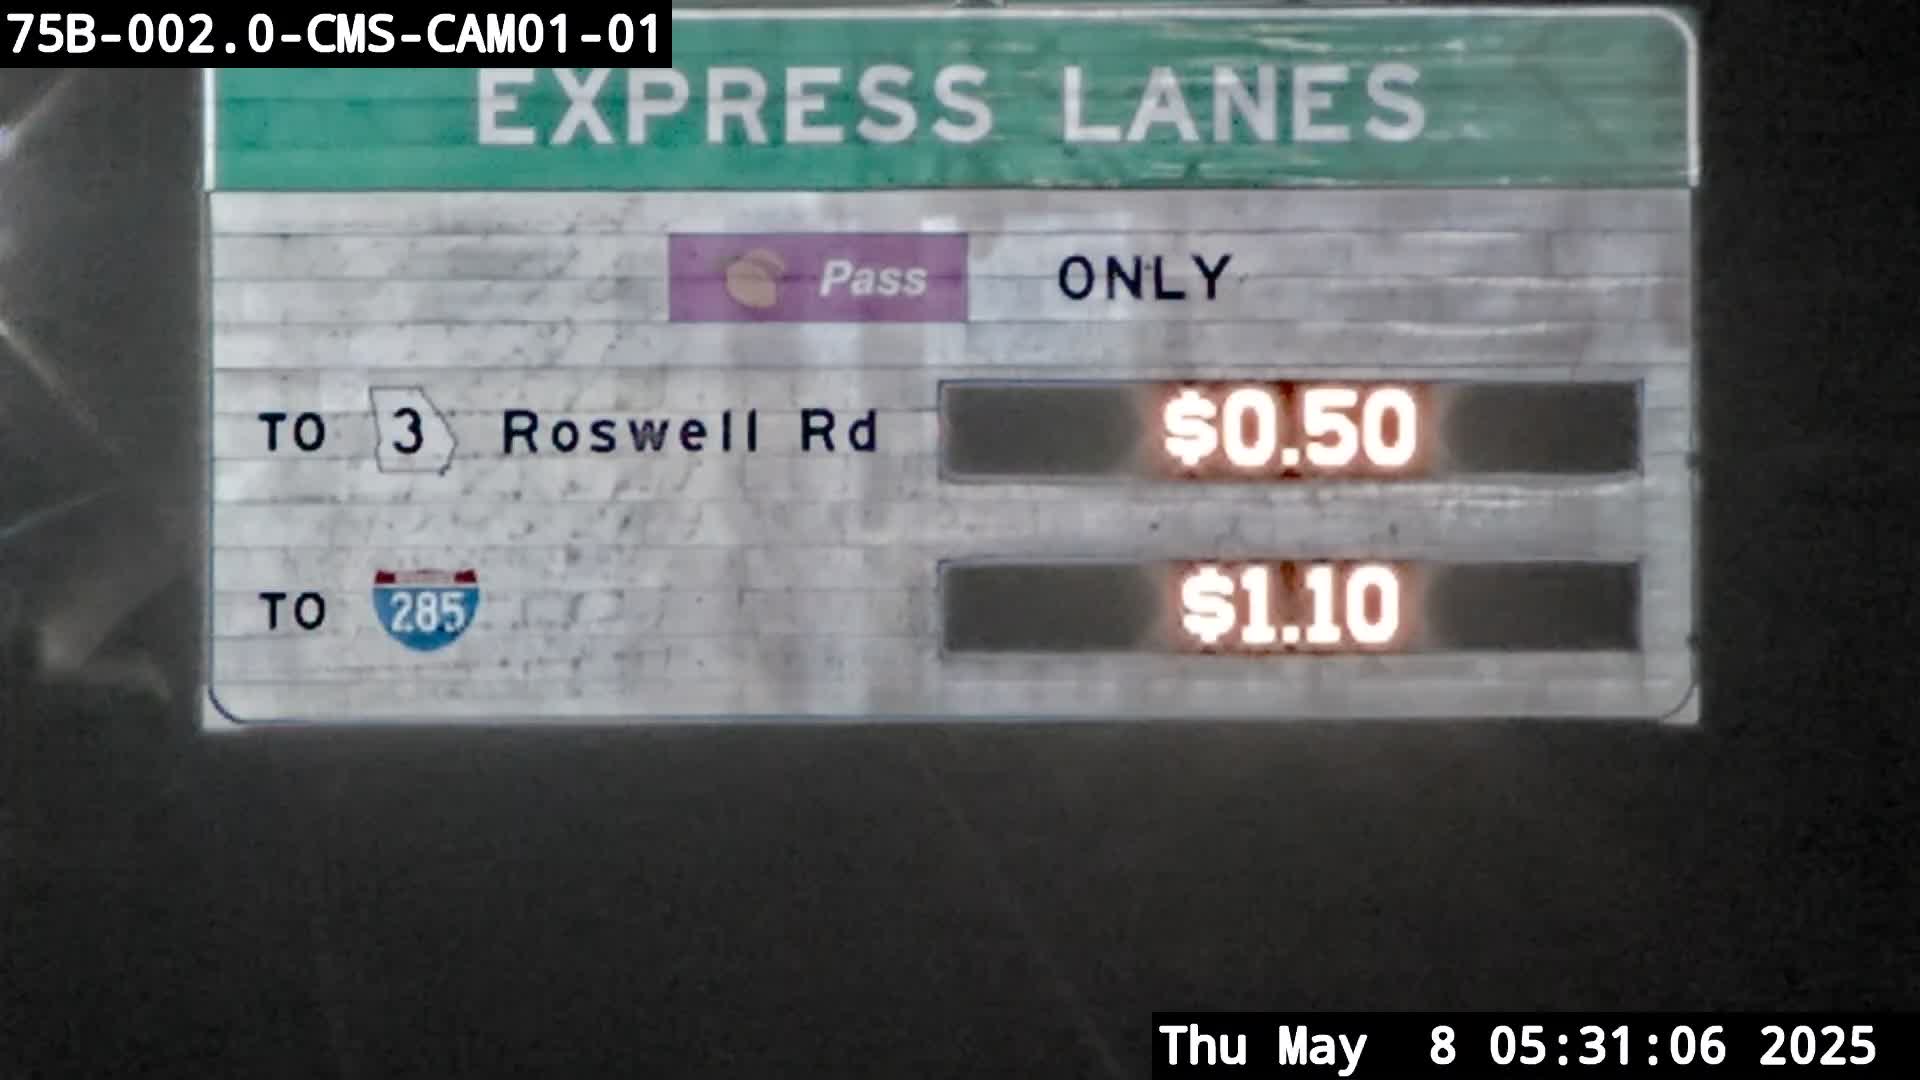 75B-002.0-CMS-CAM01-01
EXPRESS LANES
Pass ONLY
TO 3 Roswell Rd $0.50
TO 285 $1.10
Thu May 8 05:31:06 2025